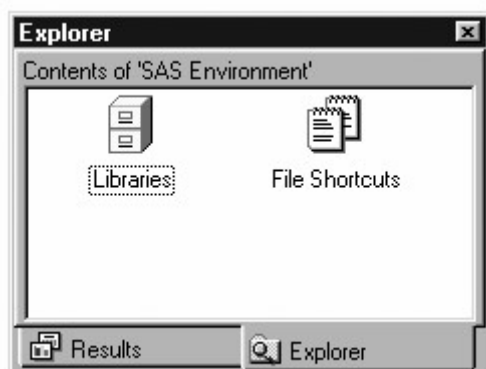 Explorer
Contents of 'SAS Environment'
Libraries File Shortcuts
Results Explorer